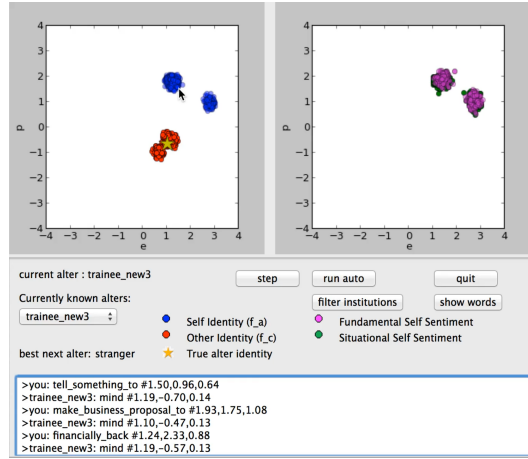 4
3
2
1
0
−1
−2
−3
−4
p
−4 −3 −2 −1 0 1 2 3 4
e
4
3
2
1
0
−1
−2
−3
−4
p
−4 −3 −2 −1 0 1 2 3 4
e
current alter : trainee_new3
step
run auto
quit
Currently known alters:
filter institutions
show words
trainee_new3
Self Identity (f_a)
Fundamental Self Sentiment
Other Identity (f_c)
Situational Self Sentiment
best next alter: stranger
True alter identity
>you: tell_something_to #1.50,0.96,0.64
>trainee_new3: mind #1.19,-0.70,0.14
>you: make_business_proposal_to #1.93,1.75,1.08
>trainee_new3: mind #1.10,-0.47,0.13
>you: financially_back #1.24,2.33,0.88
>trainee_new3: mind #1.19,-0.57,0.13